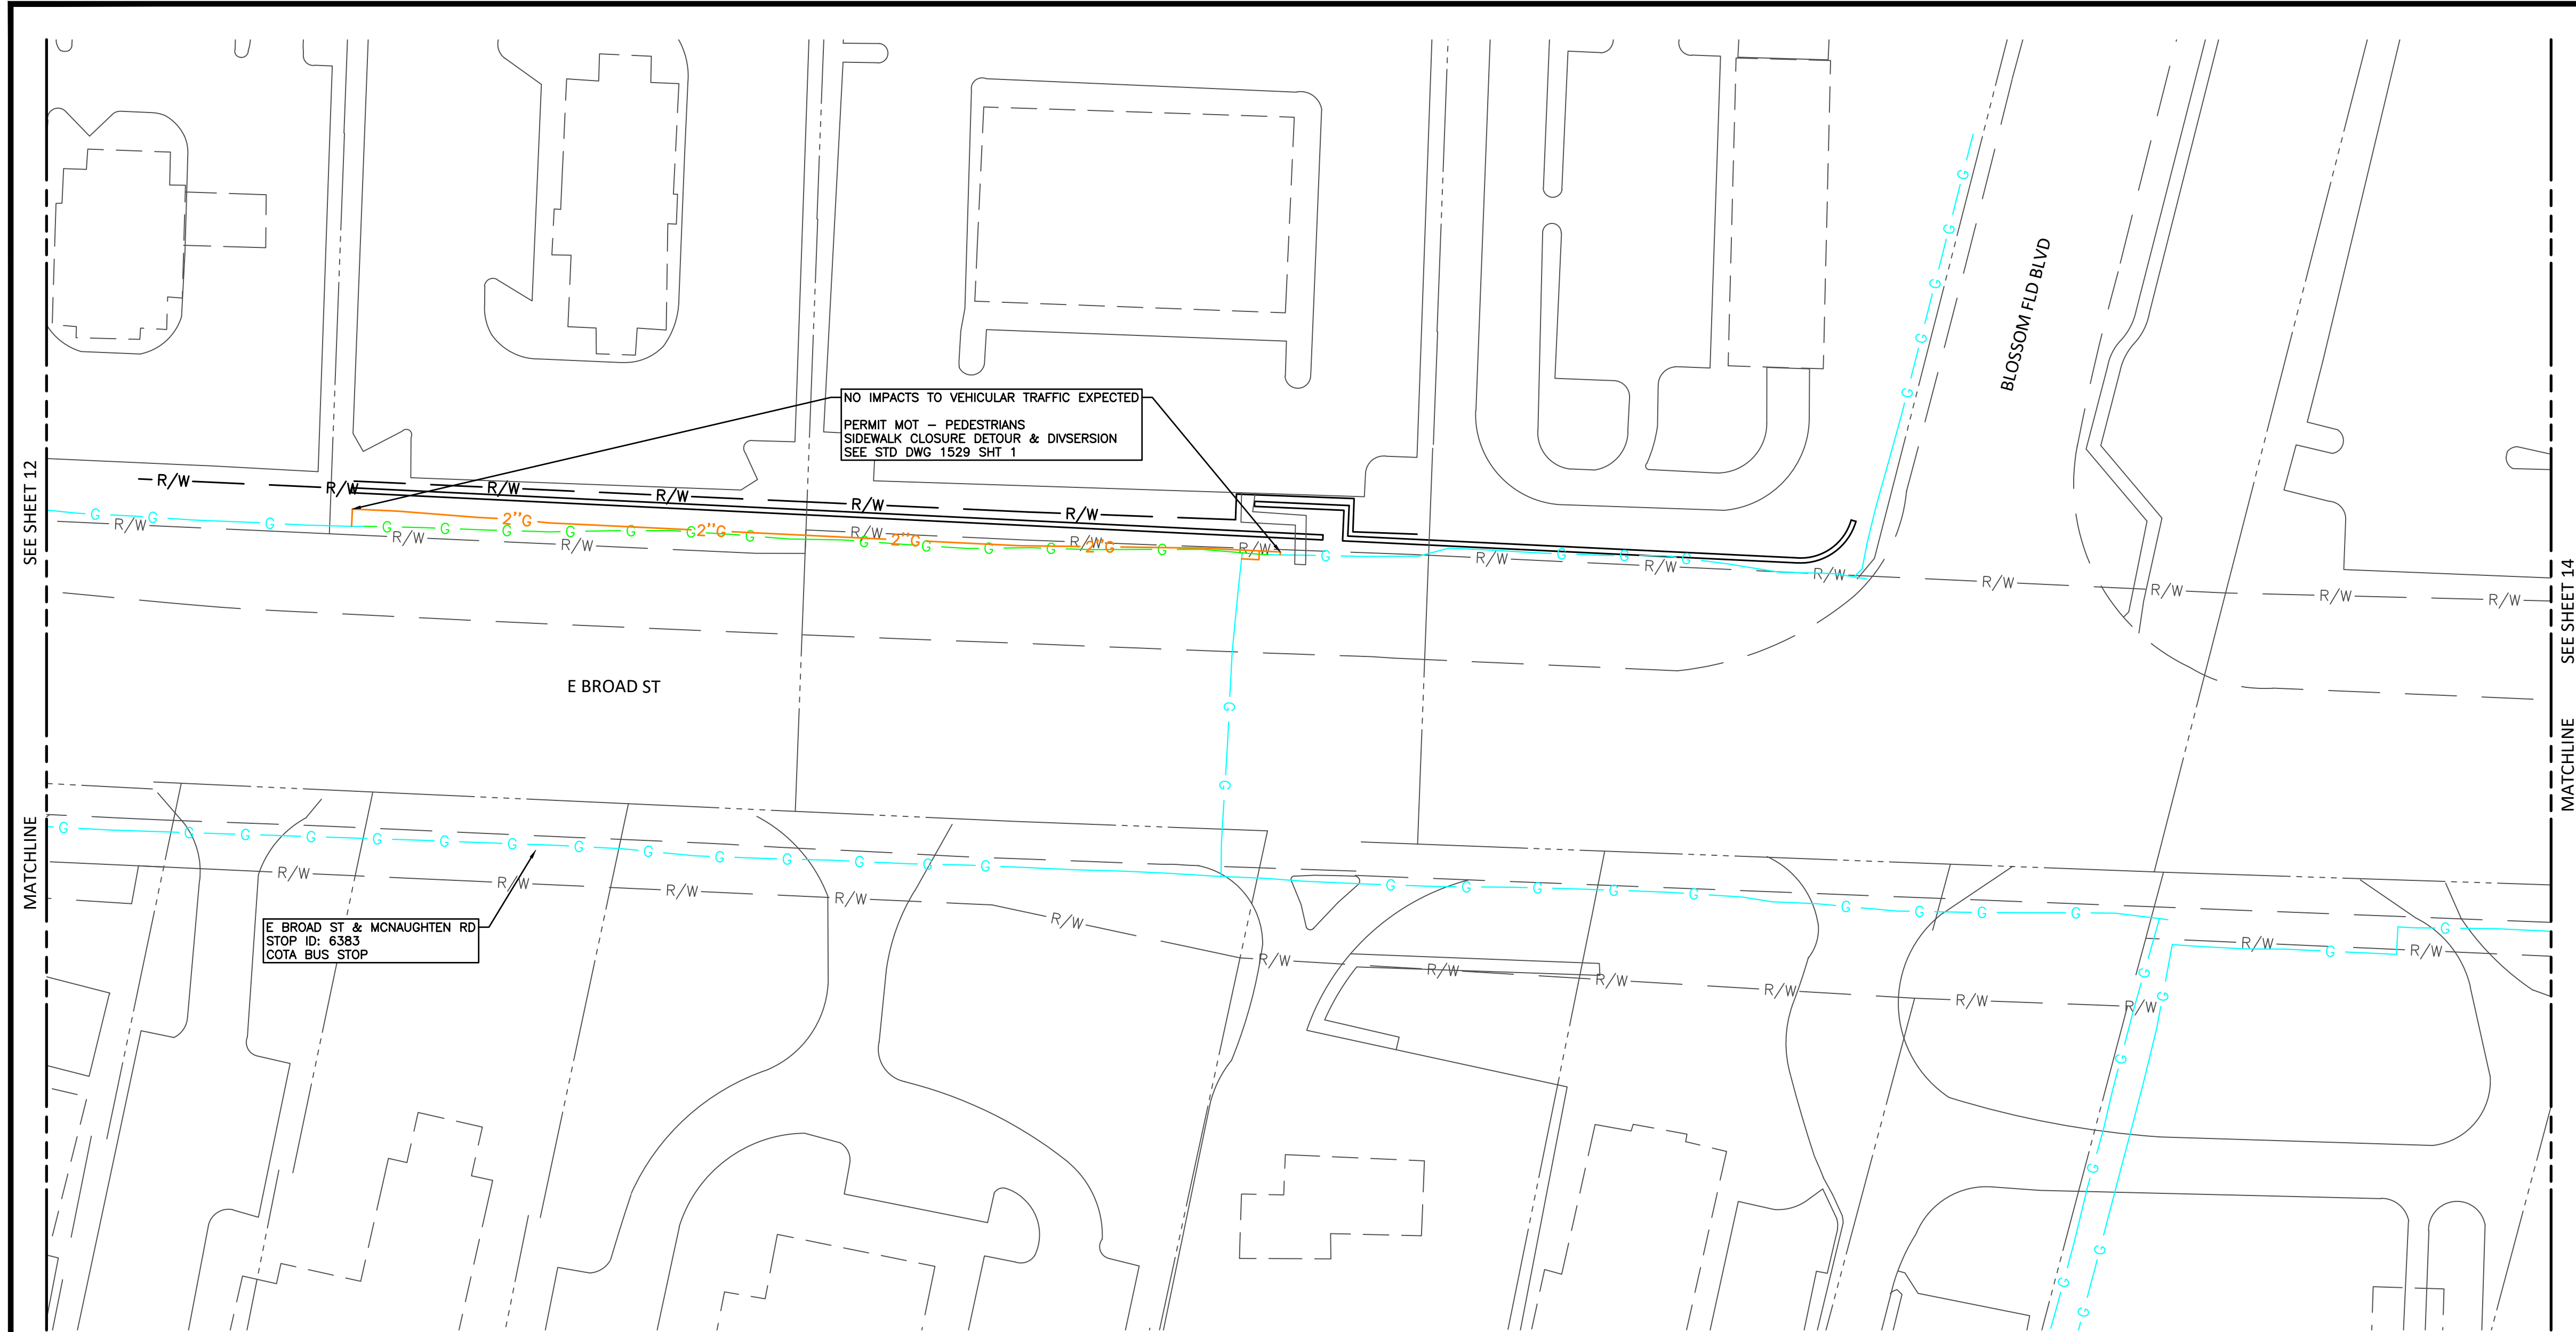 NO IMPACTS TO VEHICULAR TRAFFIC EXPECTED
PERMIT MOT – PEDESTRIANS
SIDEWALK CLOSURE DETOUR & DIVSERSION
SEE STD DWG 1529 SHT 1
BLOSSOM FLD BLVD
SEE SHEET 12
MATCHLINE
R/W R/W R/W R/W R/W R/W
2"G 2"G 2"G 2"G
G G G G G G G G G G G G G
G G G G G G G
R/W R/W R/W R/W R/W R/W R/W R/W R/W R/W R/W R/W R/W
G G G G G G G
G G
E BROAD ST
SEE SHEET 14
MATCHLINE
G G G G G G G G G G G G G G G G G G G G G G G G
R/W R/W R/W R/W R/W R/W R/W R/W R/W R/W R/W R/W R/W
E BROAD ST & MCNAUGHTEN RD
STOP ID: 6383
COTA BUS STOP
G G
G G G G G
G G G